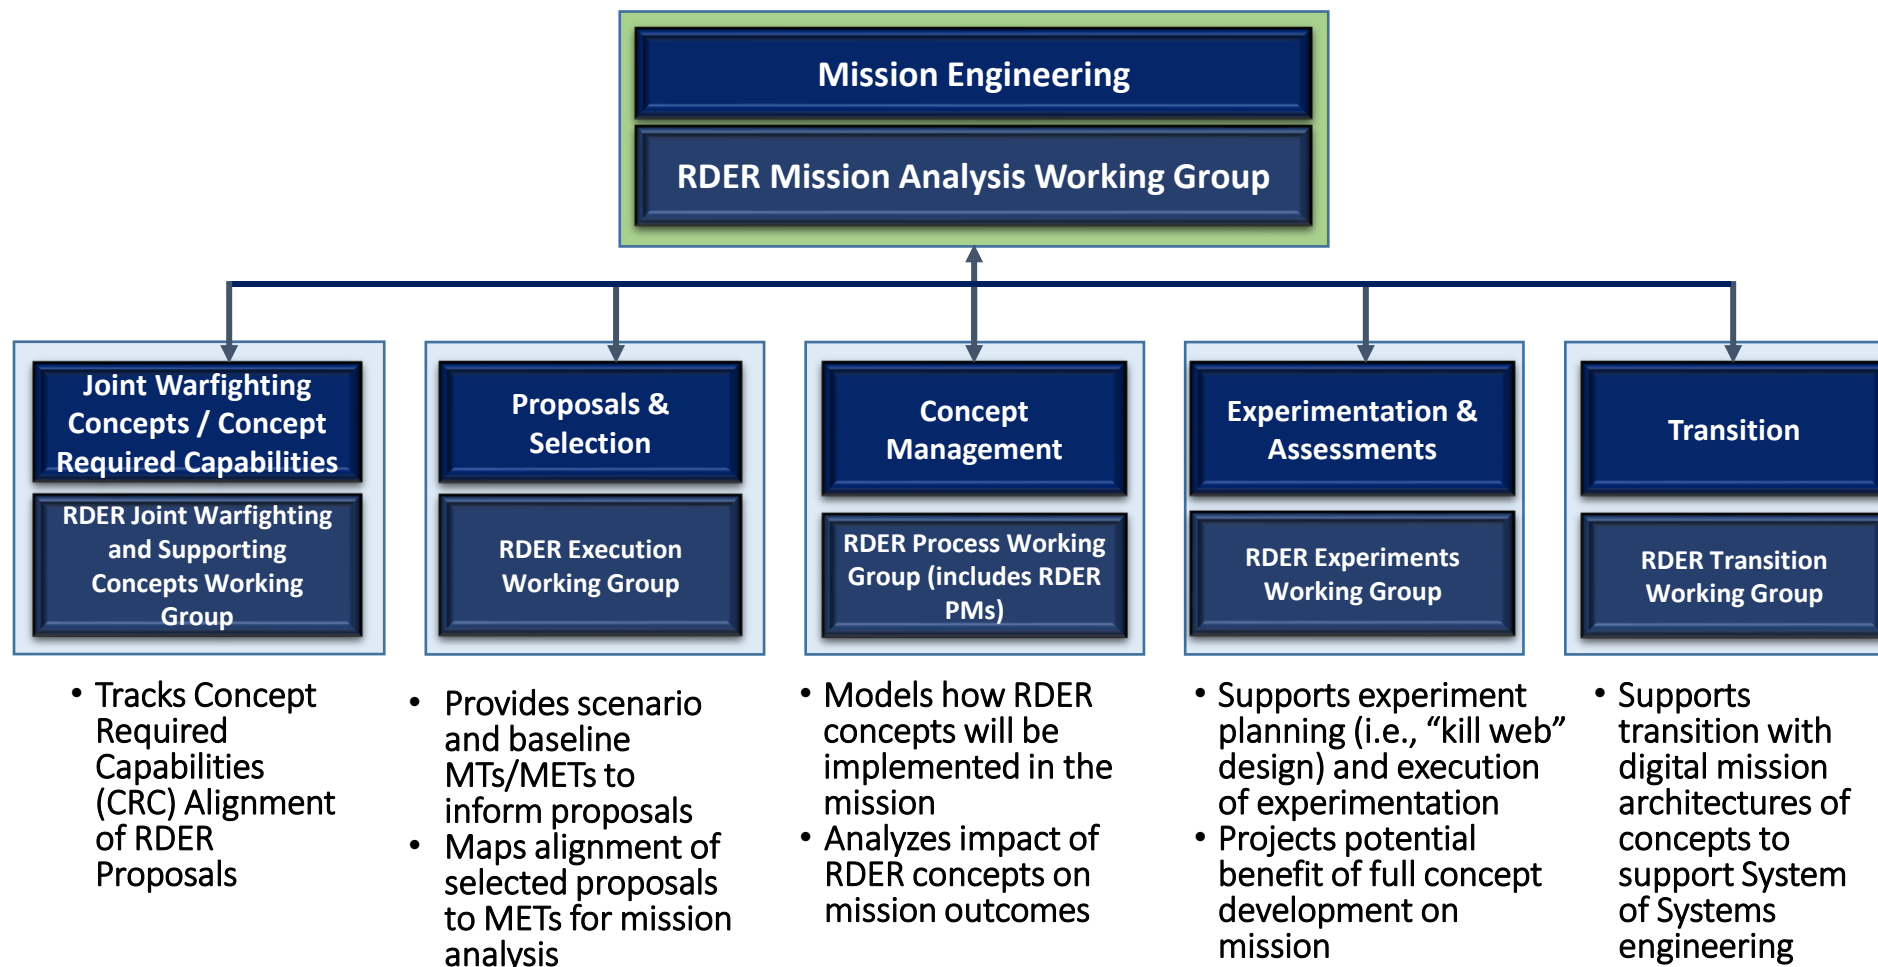 Mission Engineering
RDER Mission Analysis Working Group
Joint Warfighting
Concepts / Concept
Required Capabilities
RDER Joint Warfighting
and Supporting
Concepts Working
Group
• Tracks Concept
Required
Capabilities
(CRC) Alignment
of RDER
Proposals
Proposals &
Selection
RDER Execution
Working Group
• Provides scenario
and baseline
MTs/METs to
inform proposals
• Maps alignment of
selected proposals
to METs for mission
analysis
Concept
Management
RDER Process Working
Group (includes RDER
PMs)
• Models how RDER
concepts will be
implemented in the
mission
• Analyzes impact of
RDER concepts on
mission outcomes
Experimentation &
Assessments
RDER Experiments
Working Group
• Supports experiment
planning (i.e., “kill web”
design) and execution
of experimentation
• Projects potential
benefit of full concept
development on
mission
Transition
RDER Transition
Working Group
• Supports
transition with
digital mission
architectures of
concepts to
support System
of Systems
engineering